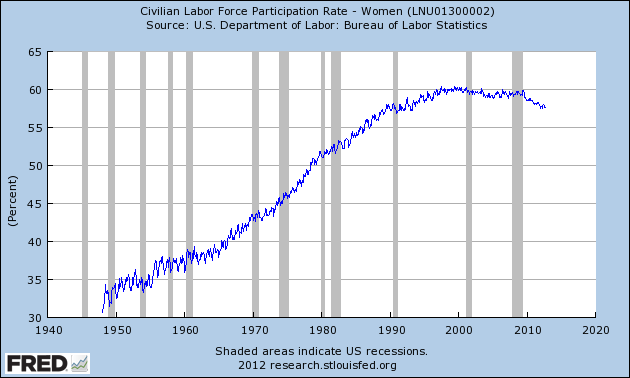 Civilian Labor Force Participation Rate - Women (LNU01300002)
Source: U.S. Department of Labor: Bureau of Labor Statistics
65
60
55
50
45
40
35
30
(Percent)
1940 1950 1960 1970 1980 1990 2000 2010 2020
Shaded areas indicate US recessions.
2012 research.stlouisfed.org
FRED